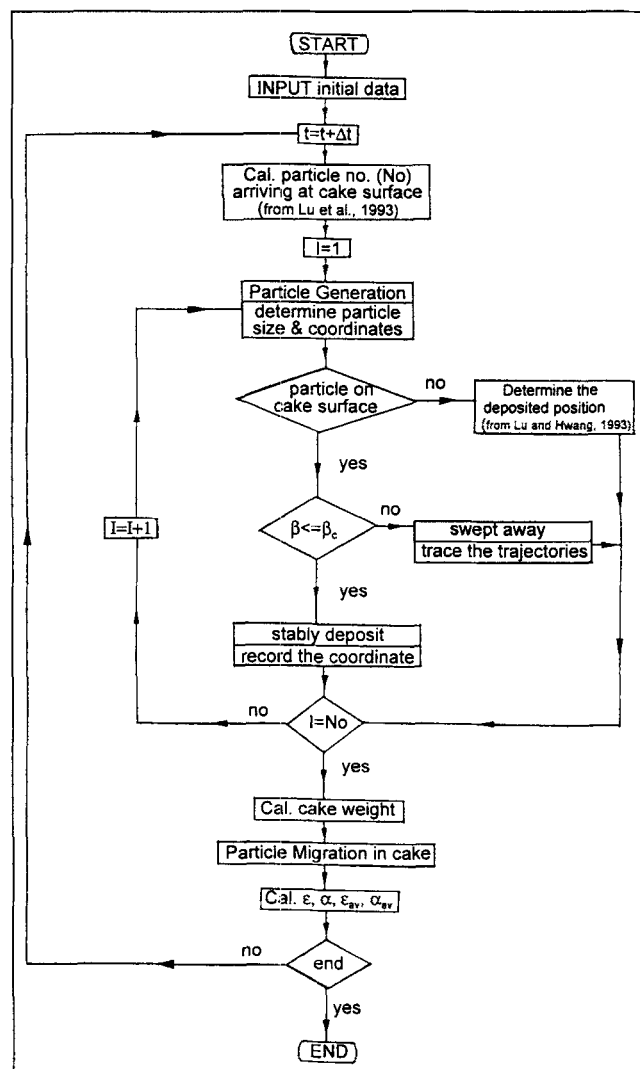 START
INPUT initial data
t=t+Δt
Cal. particle no. (No)
arriving at cake surface
(from Lu et al., 1993)
I=1
Particle Generation
determine particle
size & coordinates
particle on
cake surface
no
Determine the
deposited position
(from Lu and Hwang, 1993)
yes
I=I+1
β<=βc
no
swept away
trace the trajectories
yes
stably deposit
record the coordinate
no
I=No
yes
Cal. cake weight
Particle Migration in cake
Cal. ε, α, εav, αav
no
end
yes
END